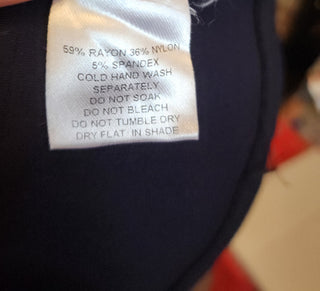 59% RAYON 36% NYLON
5% SPANDEX
COLD HAND WASH
SEPARATELY
DO NOT SOAK
DO NOT BLEACH
DO NOT TUMBLE DRY
DRY FLAT IN SHADE